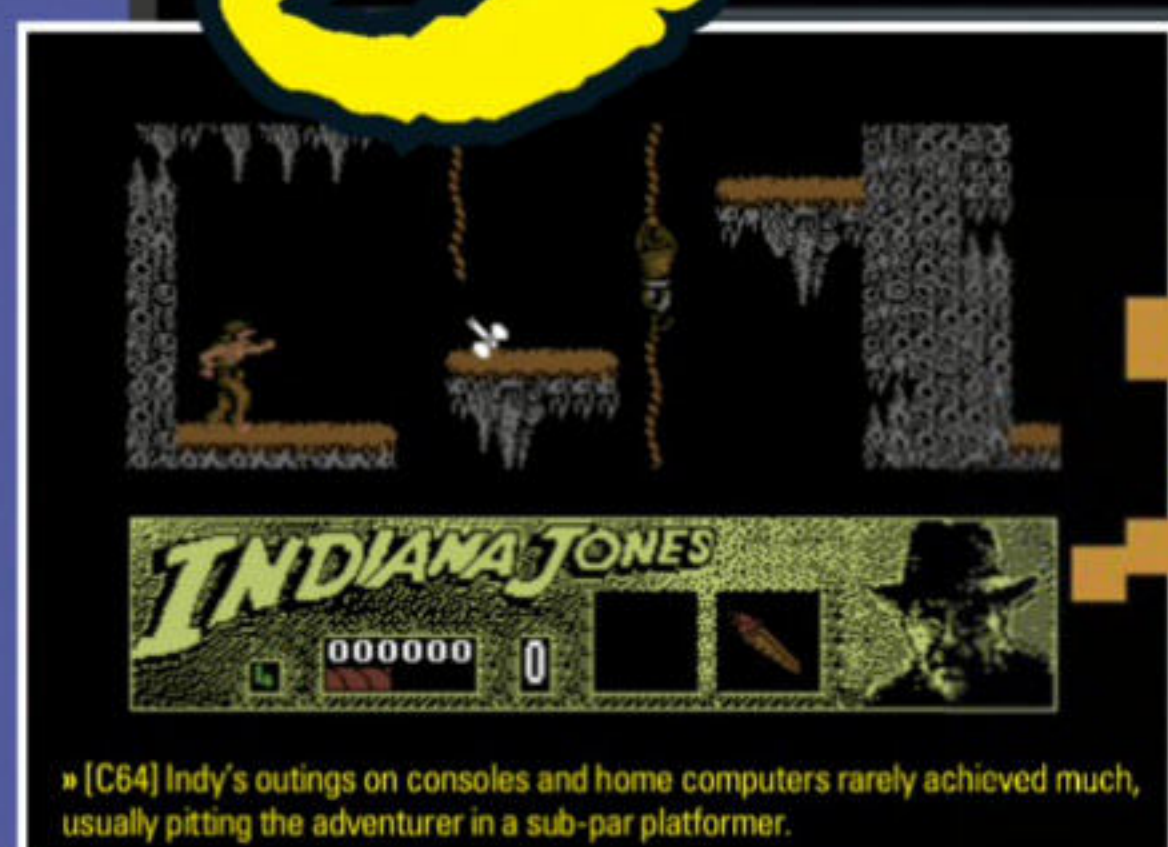 INDIANA JONES
000000
0
» [C64] Indy's outings on consoles and home computers rarely achieved much,
usually pitting the adventurer in a sub-par platformer.